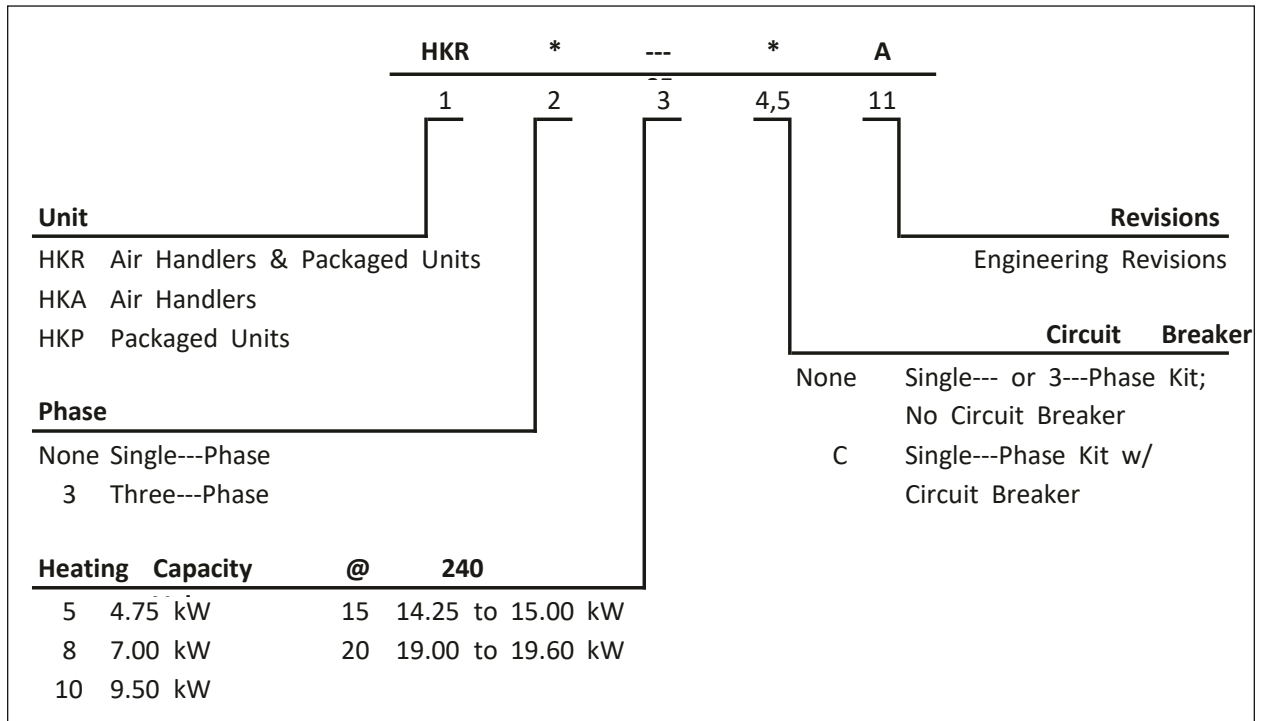 HKR * --- * A
1 2 3 4,5 11
Unit
HKR Air Handlers & Packaged Units
HKA Air Handlers
HKP Packaged Units
Phase
None Single---Phase
3 Three---Phase
Heating Capacity @ 240
5 4.75 kW 15 14.25 to 15.00 kW
8 7.00 kW 20 19.00 to 19.60 kW
10 9.50 kW
Revisions
Engineering Revisions
Circuit Breaker
None Single--- or 3---Phase Kit;
No Circuit Breaker
C Single---Phase Kit w/
Circuit Breaker